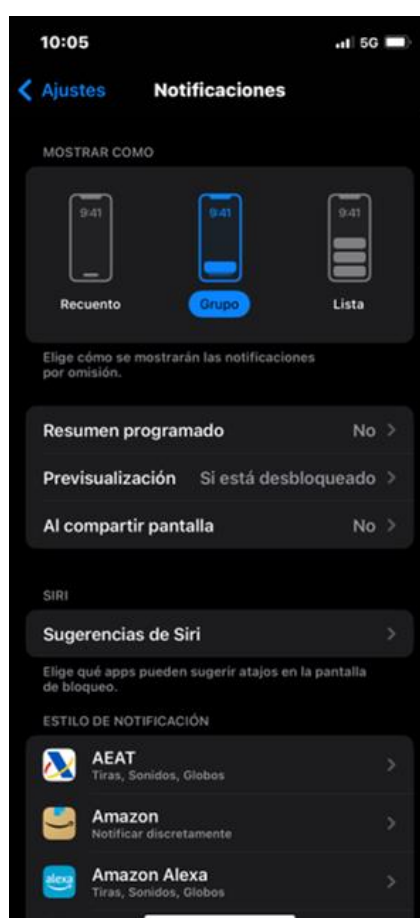 10:05
5G
Ajustes
Notificaciones
MOSTRAR COMO
9:41
9:41
9:41
Recuento
Grupo
Lista
Elige cómo se mostrarán las notificaciones
por omisión.
Resumen programado No
Previsualización Si está desbloqueado
Al compartir pantalla No
SIRI
Sugerencias de Siri
Elige qué apps pueden sugerir atajos en la pantalla
de bloqueo.
ESTILO DE NOTIFICACIÓN
AEAT
Tiras, Sonidos, Globos
Amazon
Notificar discretamente
alexa
Amazon Alexa
Tiras, Sonidos, Globos